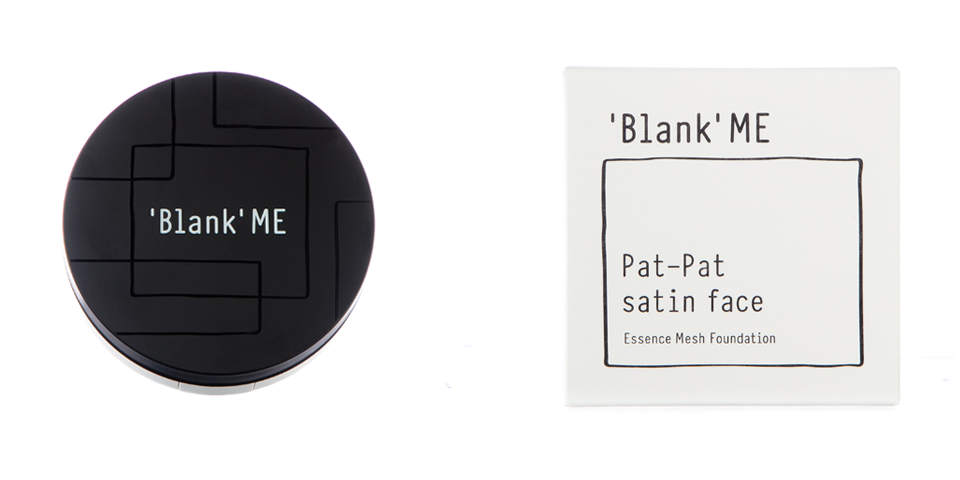 'Blank' ME
'Blank' ME
Pat-Pat
satin face
Essence Mesh Foundation